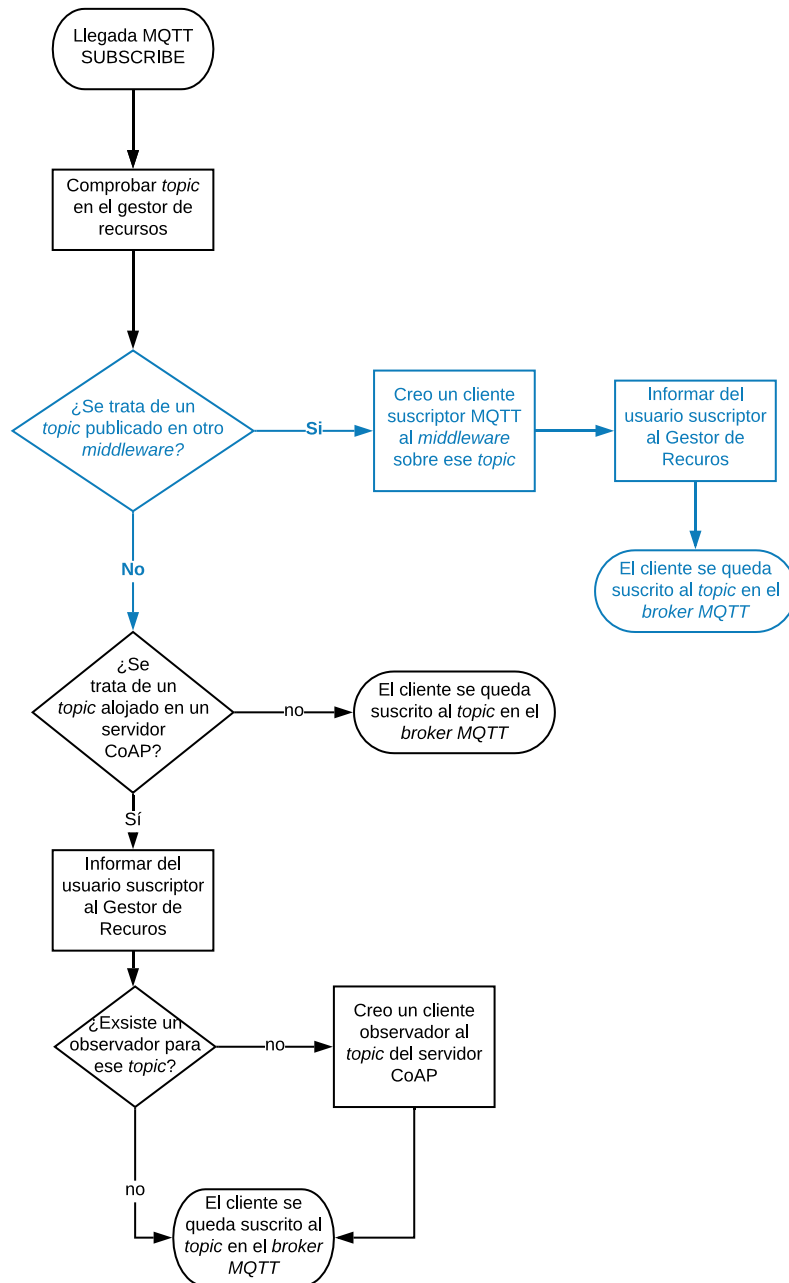 Llegada MQTT
SUBSCRIBE
Comprobar topic
en el gestor de
recursos
¿Se trata de un
topic publicado en otro
middleware?
Si
Creo un cliente
suscriptor MQTT
al middleware
sobre ese topic
Informar del
usuario suscriptor
al Gestor de
Recuros
El cliente se queda
suscrito al topic en el
broker MQTT
No
¿Se
trata de un
topic alojado en un
servidor
CoAP?
no
El cliente se queda
suscrito al topic en el
broker MQTT
Sí
Informar del
usuario suscriptor
al Gestor de
Recuros
¿Exsiste un
observador para
ese topic?
no
Creo un cliente
observador al
topic del servidor
CoAP
no
El cliente se
queda suscrito al
topic en el broker
MQTT